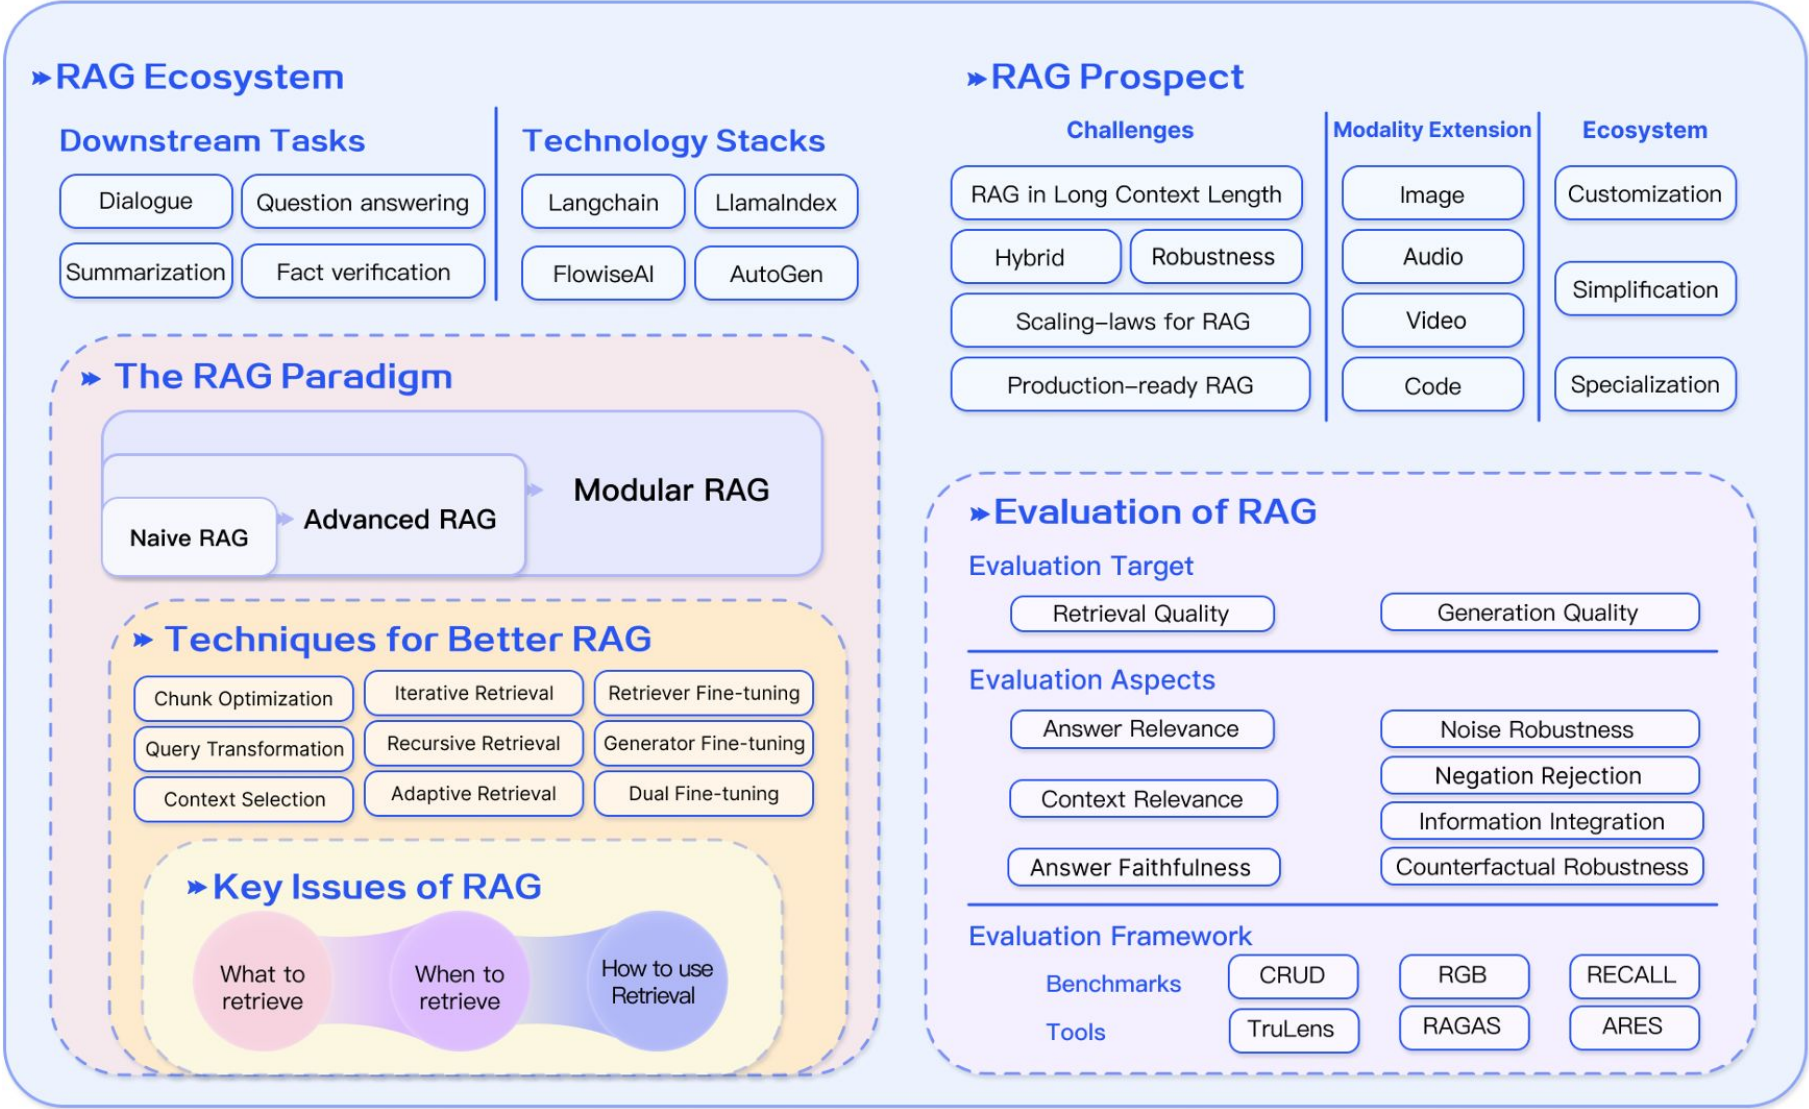 RAG Ecosystem
Downstream Tasks
Dialogue
Question answering
Summarization
Fact verification
Technology Stacks
Langchain
LlamaIndex
FlowiseAI
AutoGen
The RAG Paradigm
Naive RAG
Advanced RAG
Modular RAG
Techniques for Better RAG
Chunk Optimization
Iterative Retrieval
Retriever Fine-tuning
Query Transformation
Recursive Retrieval
Generator Fine-tuning
Context Selection
Adaptive Retrieval
Dual Fine-tuning
Key Issues of RAG
What to
retrieve
When to
retrieve
How to use
Retrieval
RAG Prospect
Challenges
RAG in Long Context Length
Hybrid
Robustness
Scaling-laws for RAG
Production-ready RAG
Modality Extension
Image
Audio
Video
Code
Ecosystem
Customization
Simplification
Specialization
Evaluation of RAG
Evaluation Target
Retrieval Quality
Generation Quality
Evaluation Aspects
Answer Relevance
Context Relevance
Answer Faithfulness
Noise Robustness
Negation Rejection
Information Integration
Counterfactual Robustness
Evaluation Framework
Benchmarks
CRUD
RGB
RECALL
Tools
TruLens
RAGAS
ARES